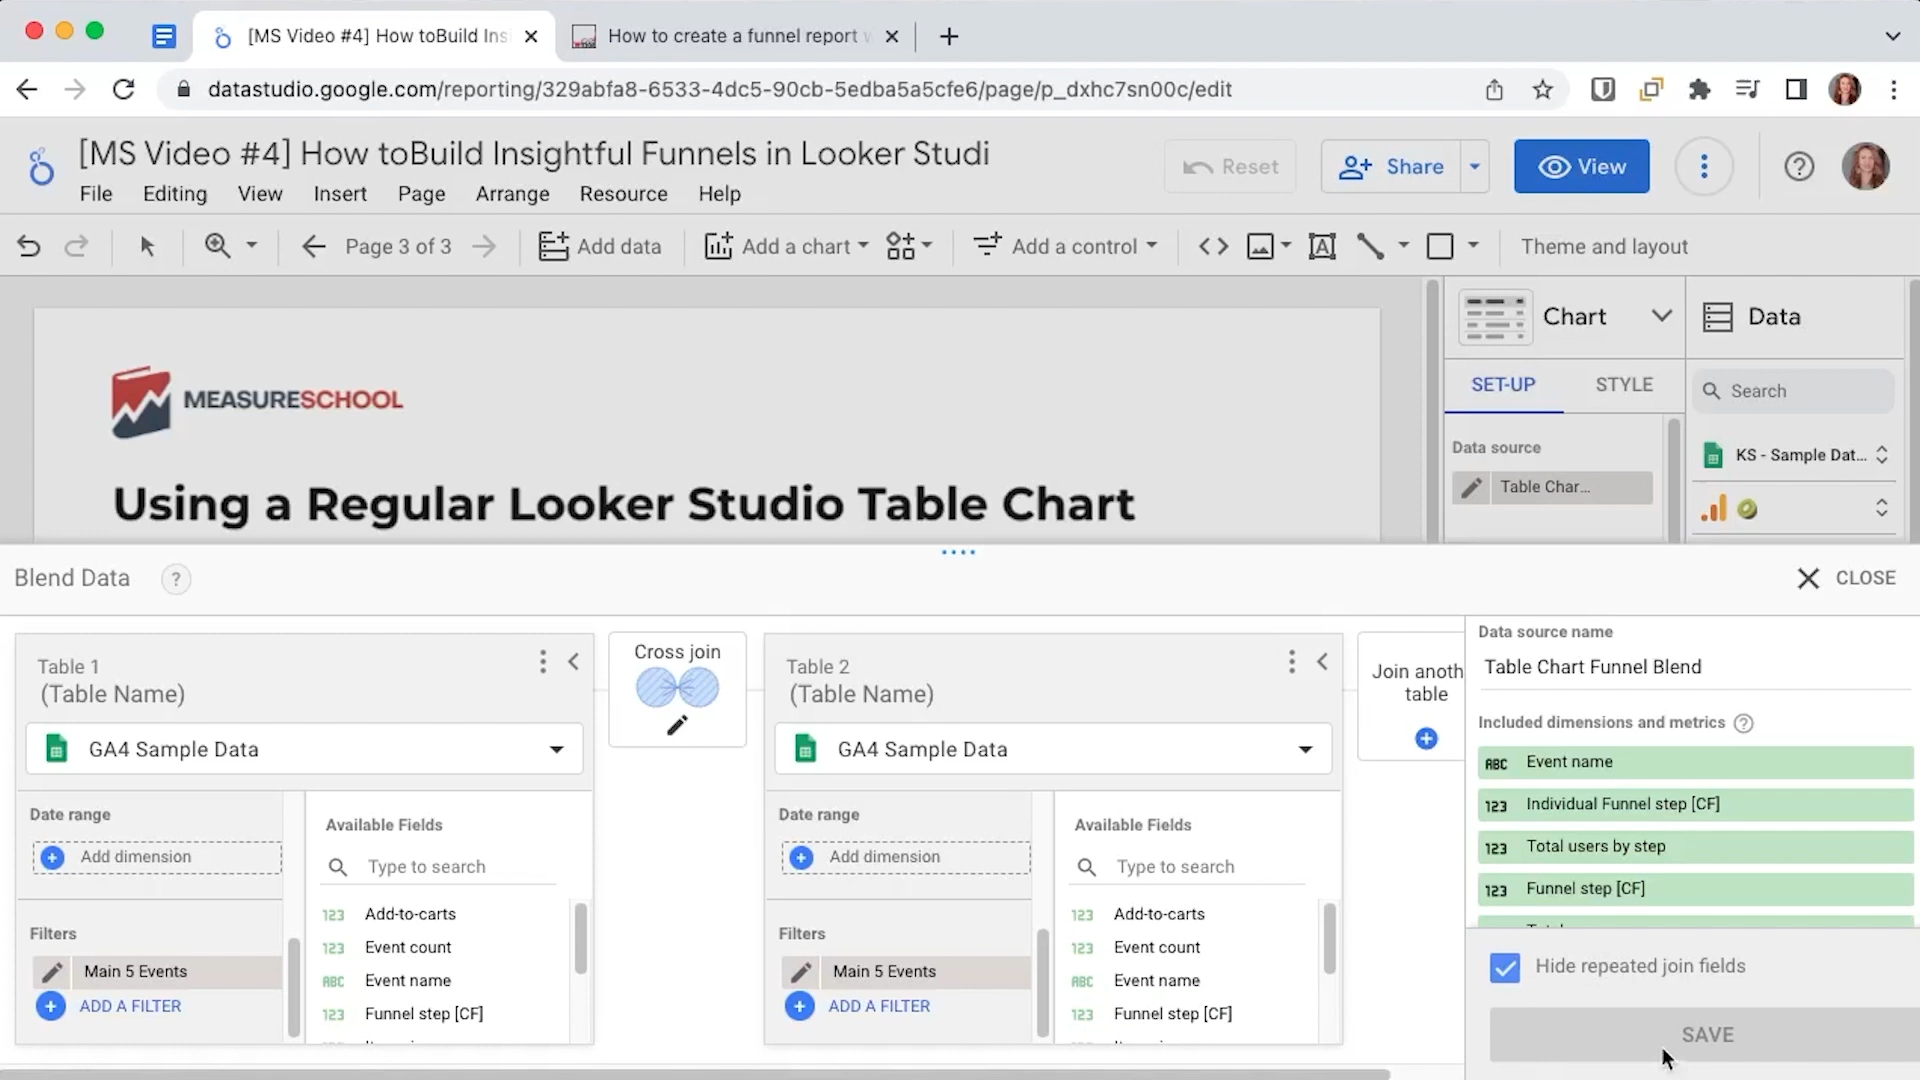 [MS Video #4] How toBuild Ins
How to create a funnel report w
datastudio.google.com/reporting/329abfa8-6533-4dc5-90cb-5edba5a5cfe6/page/p_dxhc7sn00c/edit
[MS Video #4] How toBuild Insightful Funnels in Looker Studi
Reset
Share
View
File Editing View Insert Page Arrange Resource Help
Page 3 of 3
Add data
Add a chart
Add a control
Theme and layout
Chart
Data
MEASURESCHOOL
SET-UP
STYLE
Search
Data source
KS - Sample Dat...
Table Char...
Using a Regular Looker Studio Table Chart
Blend Data
?
CLOSE
Table 1
(Table Name)
GA4 Sample Data
Date range
Add dimension
Filters
Main 5 Events
ADD A FILTER
Available Fields
Type to search
123 Add-to-carts
123 Event count
ABC Event name
123 Funnel step [CF]
Cross join
Table 2
(Table Name)
GA4 Sample Data
Date range
Add dimension
Filters
Main 5 Events
ADD A FILTER
Available Fields
Type to search
123 Add-to-carts
123 Event count
ABC Event name
123 Funnel step [CF]
Join anoth
table
Data source name
Table Chart Funnel Blend
Included dimensions and metrics
ABC Event name
123 Individual Funnel step [CF]
123 Total users by step
123 Funnel step [CF]
Hide repeated join fields
SAVE